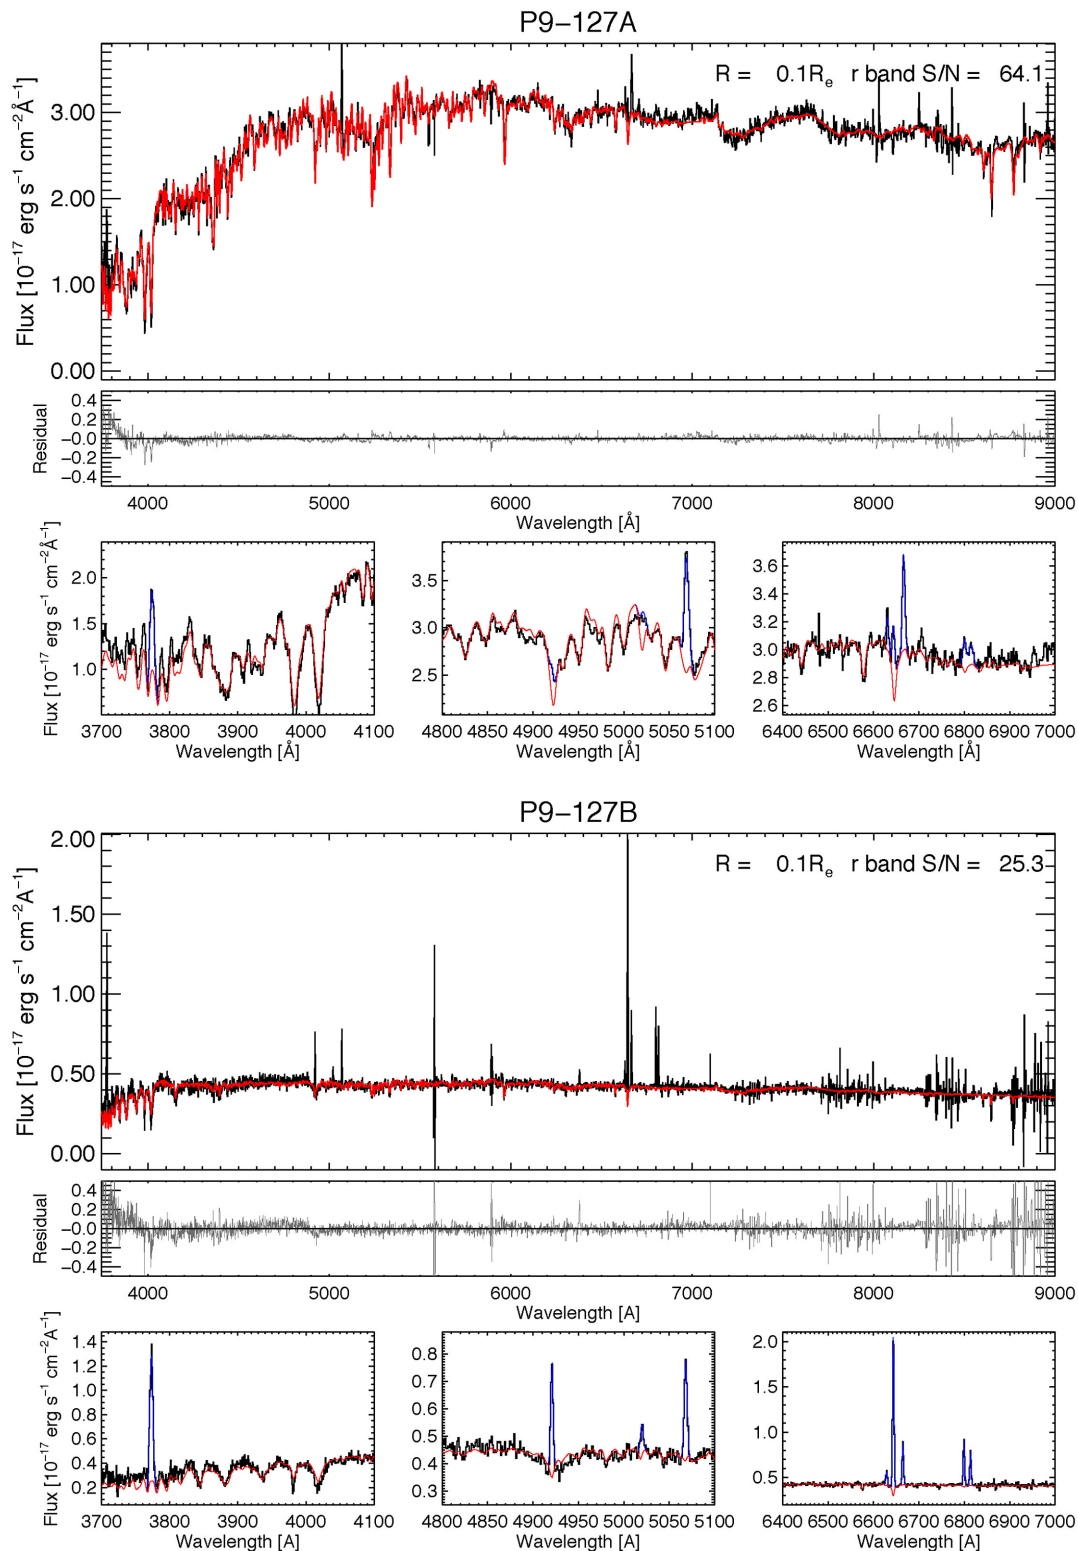 P9−127A
R = 0.1Re r band S/N = 64.1
Flux [10−17 erg s−1 cm−2Å−1]
3.00
2.00
1.00
0.00
Residual
0.4
0.2
−0.0
−0.2
−0.4
4000 5000 6000 7000 8000 9000
Wavelength [Å]
Flux [10−17 erg s−1 cm−2Å−1]
2.0
1.5
1.0
3700 3800 3900 4000 4100
Wavelength [Å]
3.5
3.0
2.5
4800 4850 4900 4950 5000 5050 5100
Wavelength [Å]
3.6
3.4
3.2
3.0
2.8
2.6
6400 6500 6600 6700 6800 6900 7000
Wavelength [Å]
P9−127B
R = 0.1Re r band S/N = 25.3
Flux [10−17 erg s−1 cm−2A−1]
2.00
1.50
1.00
0.50
0.00
Residual
0.4
0.2
−0.0
−0.2
−0.4
4000 5000 6000 7000 8000 9000
Wavelength [A]
Flux [10−17 erg s−1 cm−2A−1]
1.4
1.2
1.0
0.8
0.6
0.4
0.2
3700 3800 3900 4000 4100
Wavelength [A]
0.8
0.7
0.6
0.5
0.4
0.3
4800 4850 4900 4950 5000 5050 5100
Wavelength [A]
2.0
1.5
1.0
0.5
6400 6500 6600 6700 6800 6900 7000
Wavelength [A]